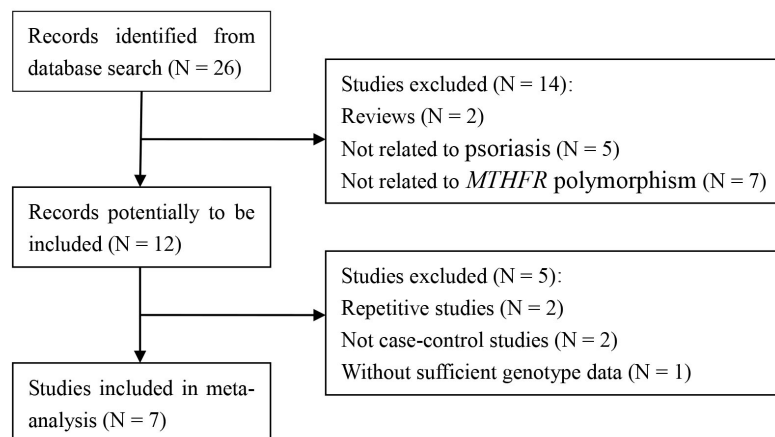 Records identified from
database search (N = 26)
Studies excluded (N = 14):
Reviews (N = 2)
Not related to psoriasis (N = 5)
Not related to MTHFR polymorphism (N = 7)
Records potentially to be
included (N = 12)
Studies excluded (N = 5):
Repetitive studies (N = 2)
Not case-control studies (N = 2)
Without sufficient genotype data (N = 1)
Studies included in meta-
analysis (N = 7)